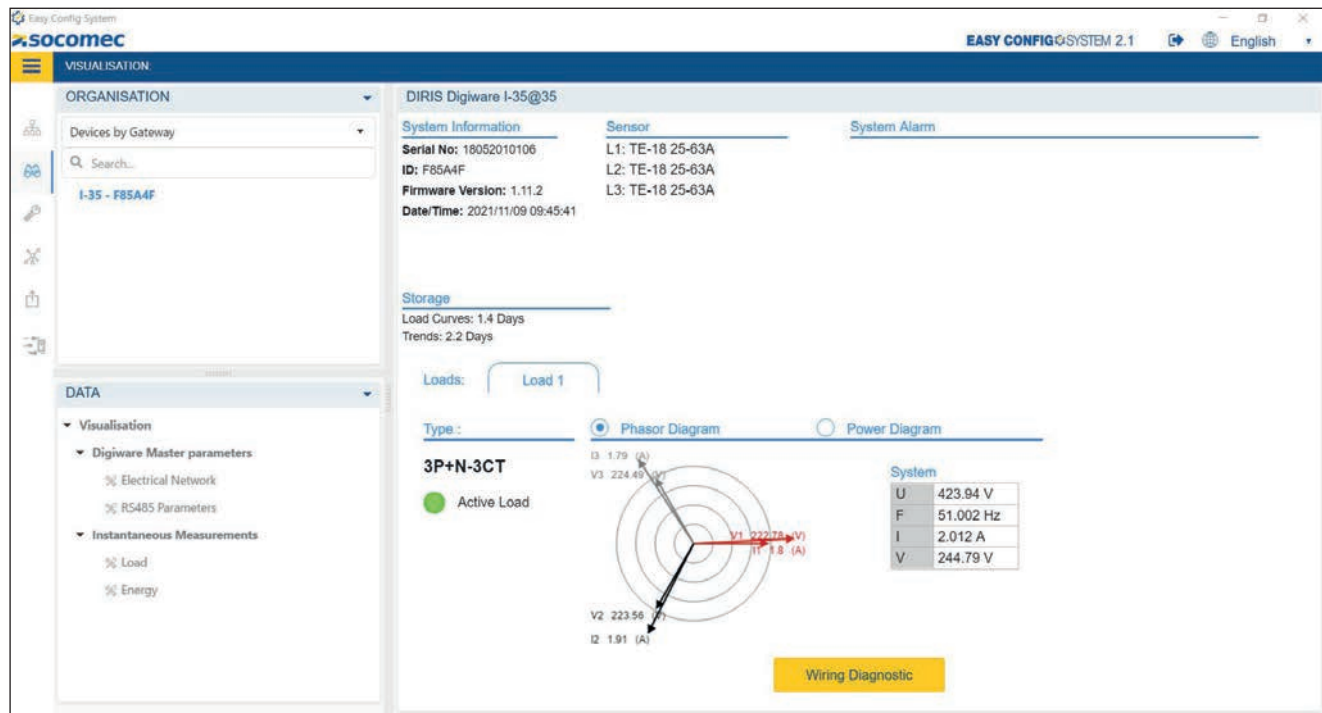 Easy Config System
socomec
EASY CONFIG SYSTEM 2.1
English
VISUALISATION:
ORGANISATION
Devices by Gateway
Search...
I-35 - F85A4F
DATA
Visualisation
Digiware Master parameters
Electrical Network
RS485 Parameters
Instantaneous Measurements
Load
Energy
DIRIS Digiware I-35@35
System Information
Serial No: 18052010106
ID: F85A4F
Firmware Version: 1.11.2
Date/Time: 2021/11/09 09:45:41
Sensor
L1: TE-18 25-63A
L2: TE-18 25-63A
L3: TE-18 25-63A
System Alarm
Storage
Load Curves: 1.4 Days
Trends: 2.2 Days
Loads:
Load 1
Type :
3P+N-3CT
Active Load
Phasor Diagram
Power Diagram
I3 1.79 (A)
V3 224.49 (V)
V1 222.78 (V)
I1 1.8 (A)
V2 223.56 (V)
I2 1.91 (A)
System
U 423.94 V
F 51.002 Hz
I 2.012 A
V 244.79 V
Wiring Diagnostic